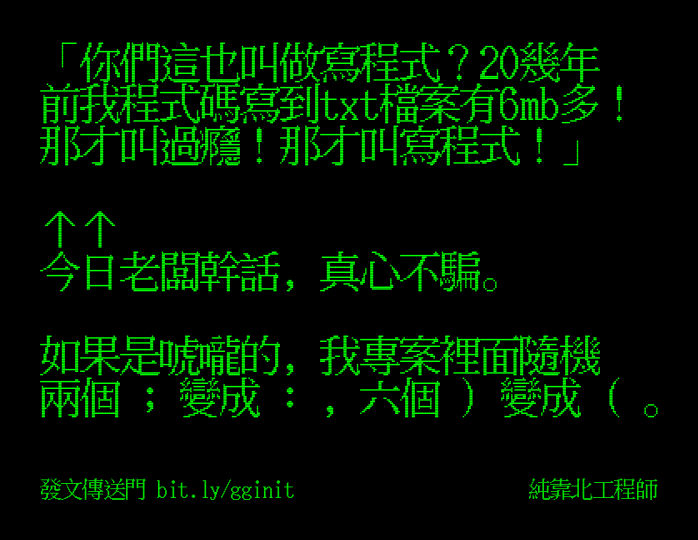 「你們這也叫做寫程式？20幾年
前我程式碼寫到txt檔案有6mb多！
那才叫過癮！那才叫寫程式！」
↑↑
今日老闆幹話，真心不騙。
如果是唬嚨的，我專案裡面隨機
兩個 ; 變成 : , 六個 ) 變成 ( 。
發文傳送門 bit.ly/gginit
純靠北工程師